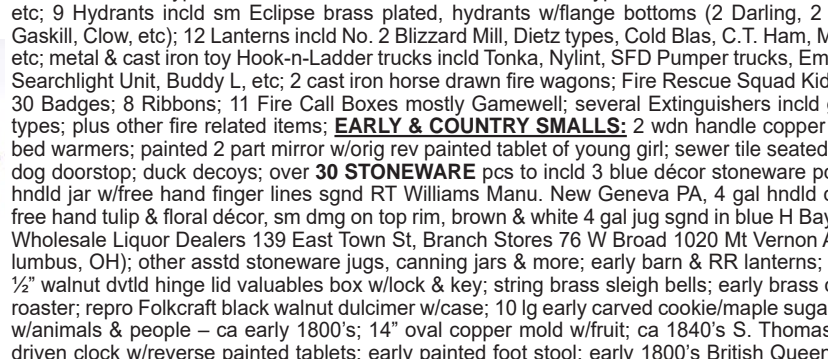 etc; 9 Hydrants incld sm Eclipse brass plated, hydrants w/flange bottoms (2 Darling, 2
Gaskill, Clow, etc); 12 Lanterns incld No. 2 Blizzard Mill, Dietz types, Cold Blas, C.T. Ham, M
etc; metal & cast iron toy Hook-n-Ladder trucks incld Tonka, Nylint, SFD Pumper trucks, Em
Searchlight Unit, Buddy L, etc; 2 cast iron horse drawn fire wagons; Fire Rescue Squad Kid
30 Badges; 8 Ribbons; 11 Fire Call Boxes mostly Gamewell; several Extinguishers incld
types; plus other fire related items; EARLY & COUNTRY SMALLS: 2 wdn handle copper
bed warmers; painted 2 part mirror w/orig rev painted tablet of young girl; sewer tile seated
dog doorstop; duck decoys; over 30 STONEWARE pcs to incld 3 blue décor stoneware
hndld jar w/free hand finger lines sgnd RT Williams Manu. New Geneva PA, 4 gal hndld
free hand tulip & floral décor, sm dmg on top rim, brown & white 4 gal jug sgnd in blue H Bay
Wholesale Liquor Dealers 139 East Town St, Branch Stores 76 W Broad 1020 Mt Vernon A
lumbus, OH); other asstd stoneware jugs, canning jars & more; early barn & RR lanterns;
½” walnut dvtld hinge lid valuables box w/lock & key; string brass sleigh bells; early brass
roaster; repro Folkcraft black walnut dulcimer w/case; 10 lg early carved cookie/maple suga
w/animals & people – ca early 1800’s; 14” oval copper mold w/fruit; ca 1840’s S. Thomas
driven clock w/reverse painted tablets; early painted foot stool; early 1800’s British Queen